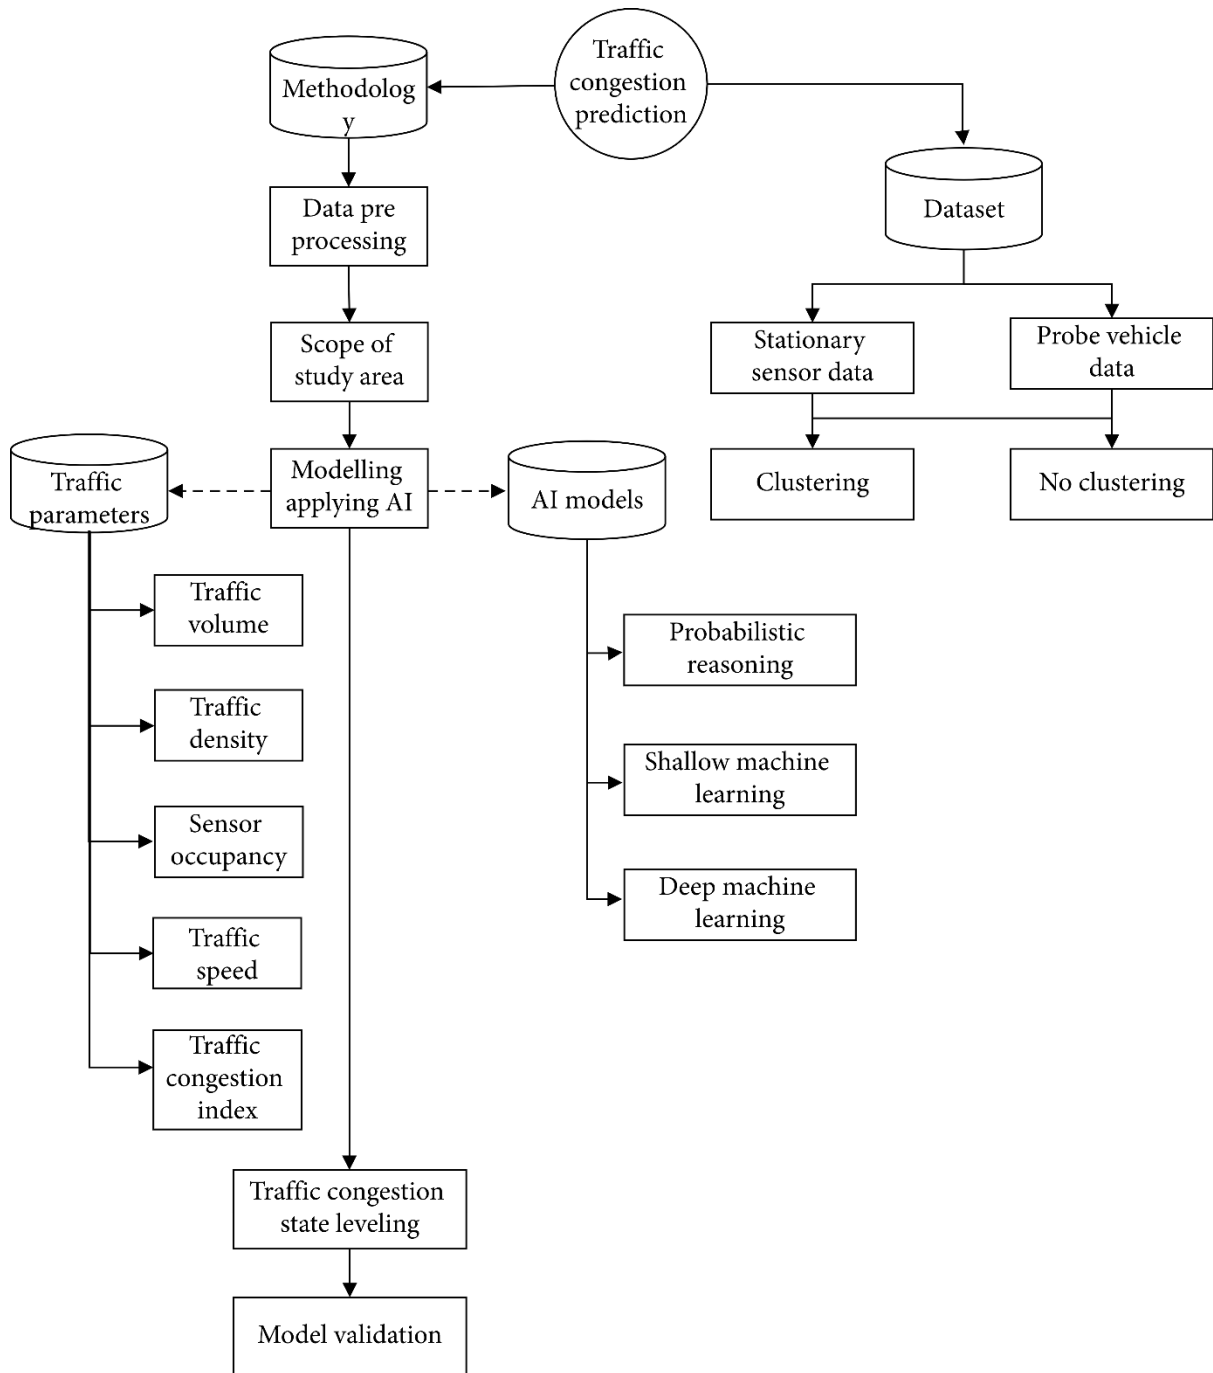 Traffic
congestion
prediction
Methodolog
y
Data pre
processing
Scope of
study area
Modelling
applying AI
Traffic
parameters
Traffic
volume
Traffic
density
Sensor
occupancy
Traffic
speed
Traffic
congestion
index
AI models
Probabilistic
reasoning
Shallow machine
learning
Deep machine
learning
Traffic congestion
state leveling
Model validation
Dataset
Stationary
sensor data
Probe vehicle
data
Clustering
No clustering